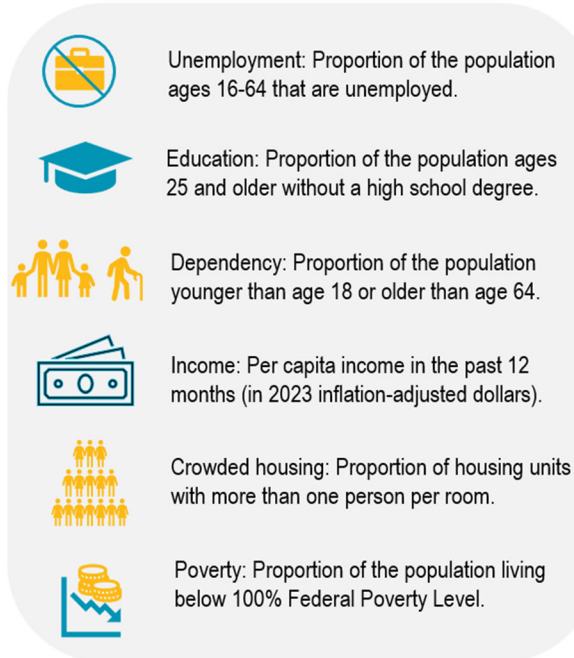 Unemployment: Proportion of the population
ages 16-64 that are unemployed.
Education: Proportion of the population ages
25 and older without a high school degree.
Dependency: Proportion of the population
younger than age 18 or older than age 64.
Income: Per capita income in the past 12
months (in 2023 inflation-adjusted dollars).
Crowded housing: Proportion of housing units
with more than one person per room.
Poverty: Proportion of the population living
below 100% Federal Poverty Level.